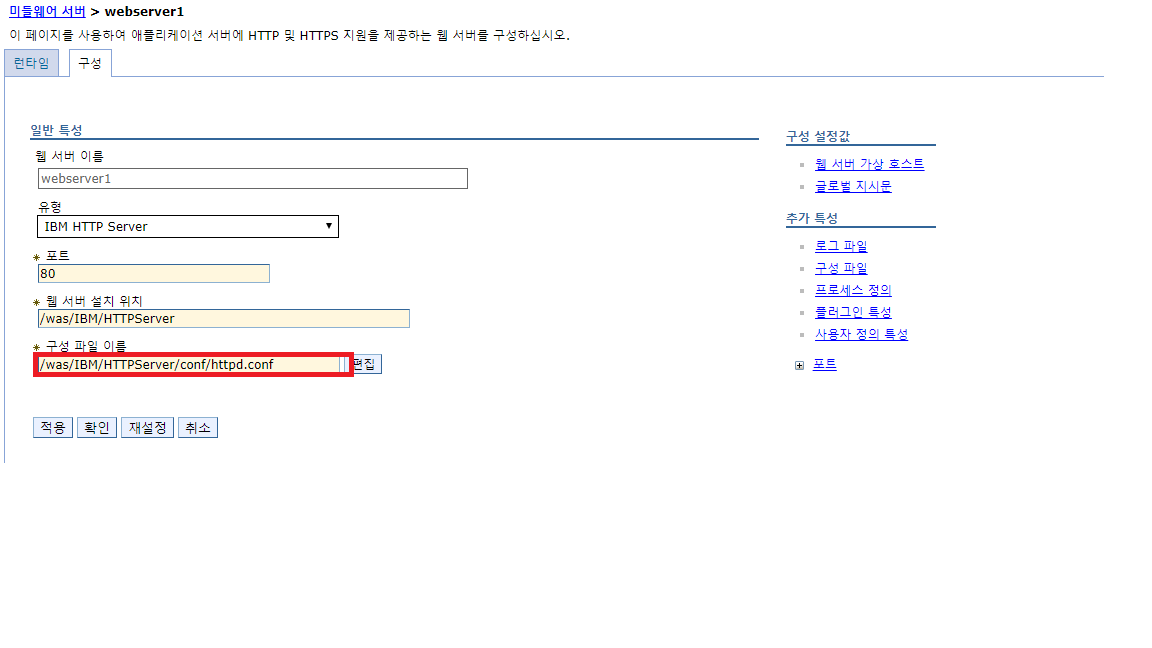 미들웨어 서버 > webserver1
이 페이지를 사용하여 애플리케이션 서버에 HTTP 및 HTTPS 지원을 제공하는 웹 서버를 구성하십시오.
런타임 구성
일반 특성
웹 서버 이름
webserver1
유형
IBM HTTP Server
* 포트
80
* 웹 서버 설치 위치
/was/IBM/HTTPServer
* 구성 파일 이름
/was/IBM/HTTPServer/conf/httpd.conf 편집
적용 확인 재설정 취소
구성 설정값
웹 서버 가상 호스트
글로벌 지시문
추가 특성
로그 파일
구성 파일
프로세스 정의
플러그인 특성
사용자 정의 특성
포트